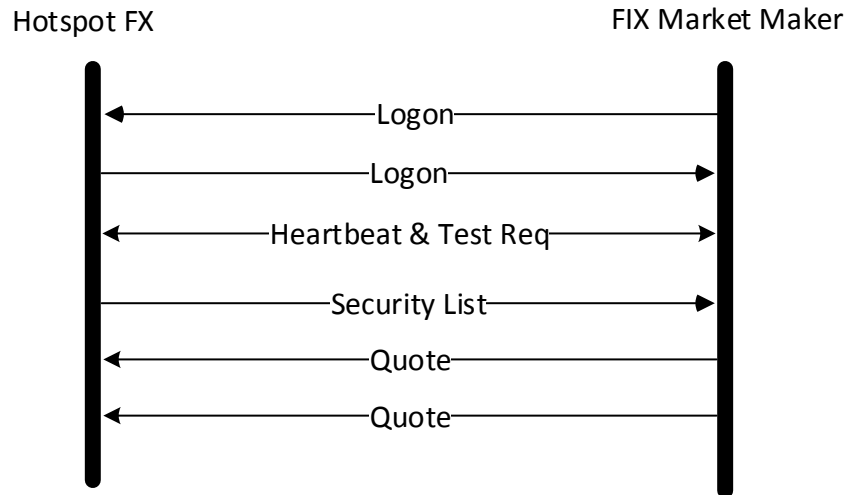 Hotspot FX
FIX Market Maker
Logon
Logon
Heartbeat & Test Req
Security List
Quote
Quote